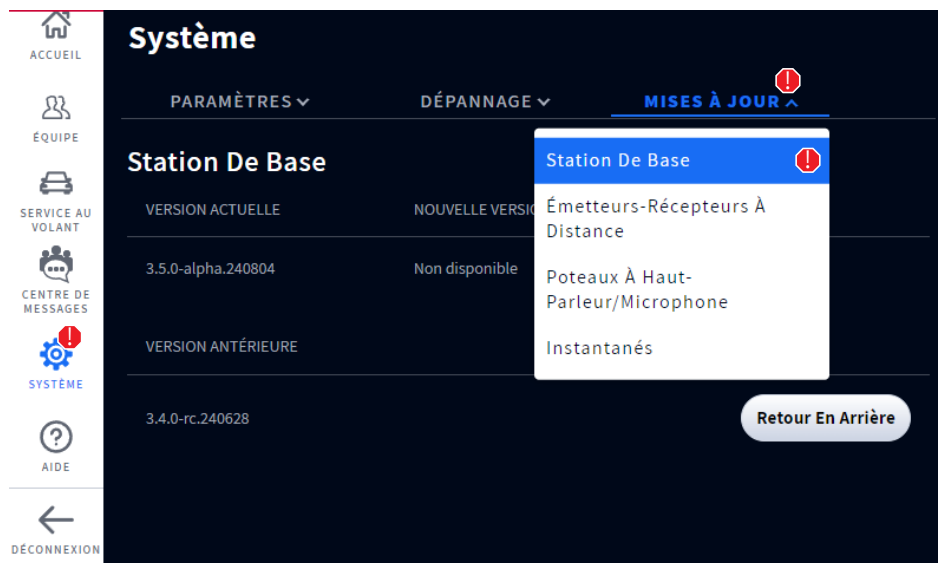 ACCUEIL
ÉQUIPE
SERVICE AU
VOLANT
CENTRE DE
MESSAGES
SYSTÈME
AIDE
DÉCONNEXION
Système
PARAMÈTRES
DÉPANNAGE
MISES À JOUR
Station De Base
VERSION ACTUELLE
NOUVELLE
3.5.0-alpha.240804
Non disponible
VERSION ANTÉRIEURE
3.4.0-rc.240628
Retour En Arrière
Station De Base
Émetteurs-Récepteurs À
Distance
Poteaux À Haut-
Parleur/Microphone
Instantanés